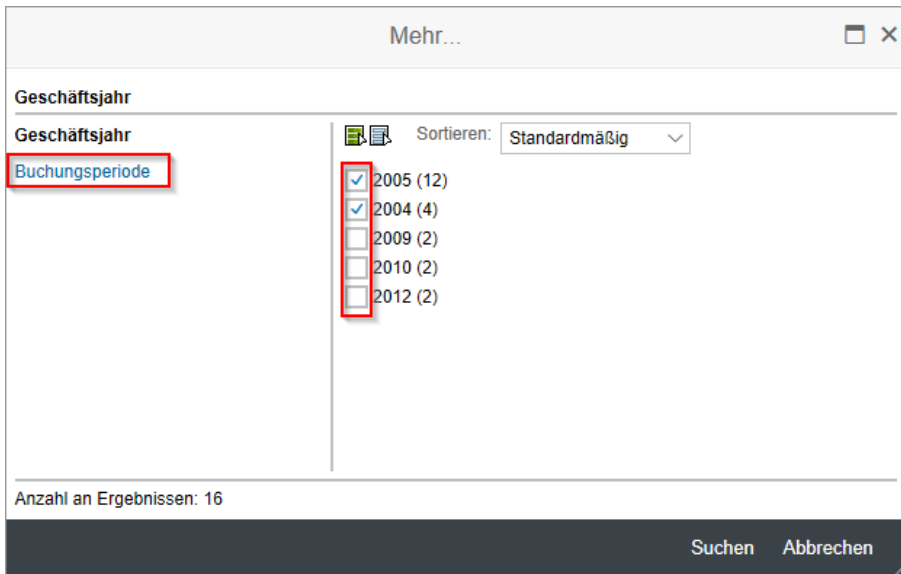 Mehr...
Geschäftsjahr
Geschäftsjahr
Buchungsperiode
Sortieren: Standardmäßig
2005 (12)
2004 (4)
2009 (2)
2010 (2)
2012 (2)
Anzahl an Ergebnissen: 16
Suchen Abbrechen